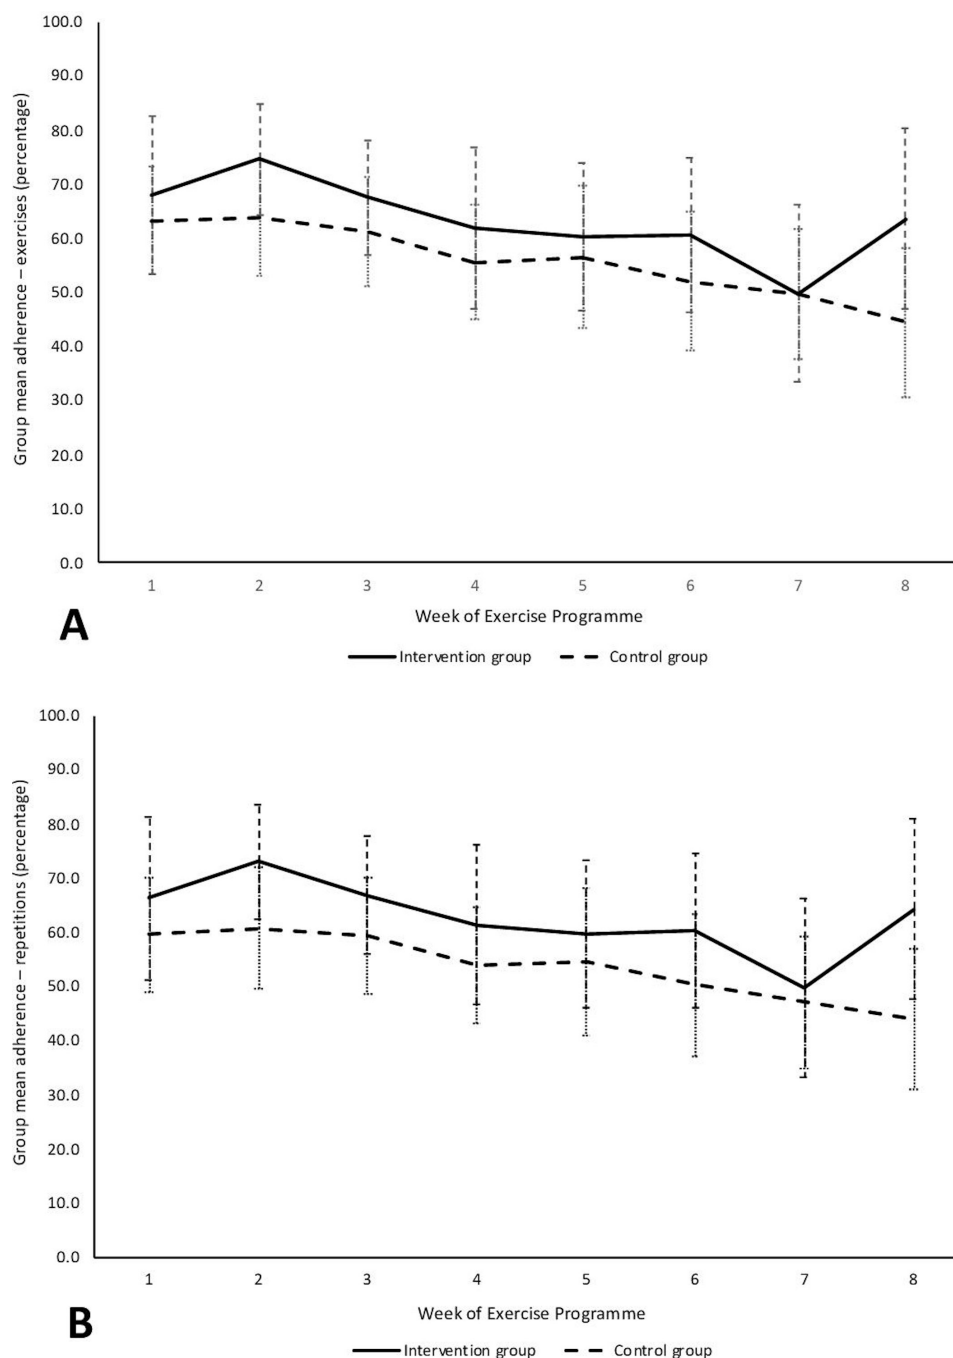 100.0
90.0
80.0
70.0
60.0
50.0
40.0
30.0
20.0
10.0
0.0
Group mean adherence – exercises (percentage)
1 2 3 4 5 6 7 8
Week of Exercise Programme
A
Intervention group Control group
100.0
90.0
80.0
70.0
60.0
50.0
40.0
30.0
20.0
10.0
0.0
Group mean adherence – repetitions (percentage)
1 2 3 4 5 6 7 8
Week of Exercise Programme
B
Intervention group Control group